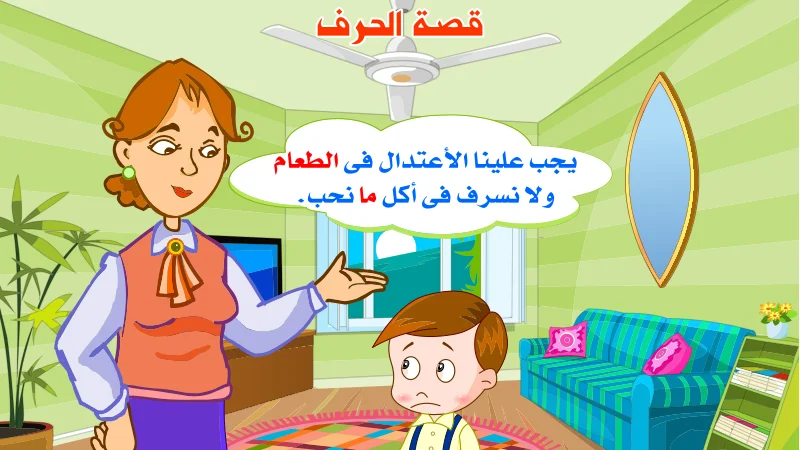 قصة الحرف
يجب علينا الأعتدال فى الطعام
ولا نسرف فى أكل ما نحب.